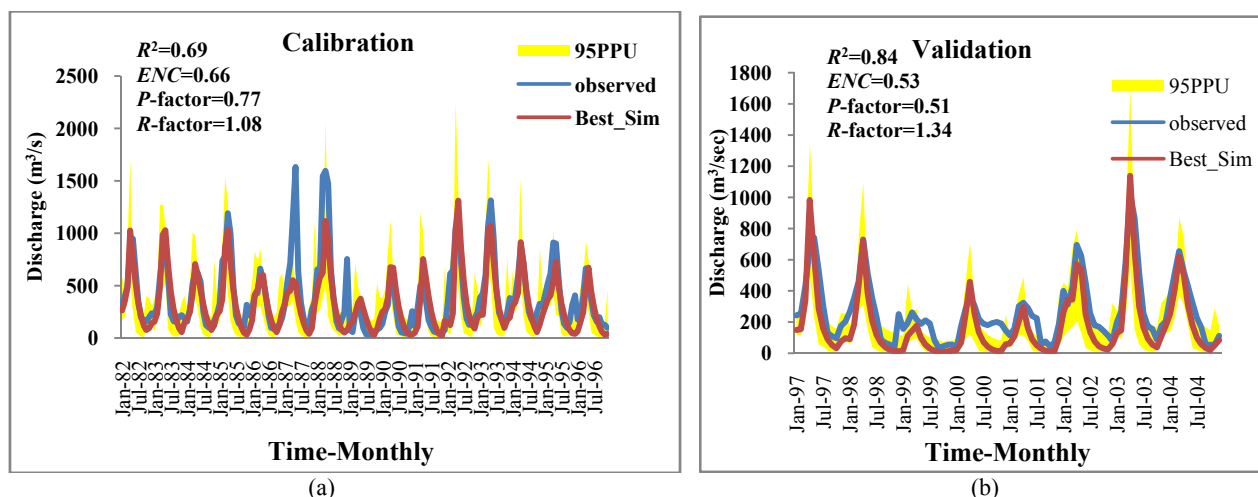 Calibration
R²=0.69
ENC=0.66
P-factor=0.77
R-factor=1.08
95PPU
observed
Best_Sim
Discharge (m³/s)
2500
2000
1500
1000
500
0
Jan-82
Jul-82
Jan-83
Jul-83
Jan-84
Jul-84
Jan-85
Jul-85
Jan-86
Jul-86
Jan-87
Jul-87
Jan-88
Jul-88
Jan-89
Jul-89
Jan-90
Jul-90
Jan-91
Jul-91
Jan-92
Jul-92
Jan-93
Jul-93
Jan-94
Jul-94
Jan-95
Jul-95
Jan-96
Jul-96
Time-Monthly
(a)
Validation
R²=0.84
ENC=0.53
P-factor=0.51
R-factor=1.34
95PPU
observed
Best_Sim
Discharge (m³/sec)
1800
1600
1400
1200
1000
800
600
400
200
0
Jan-97
Jul-97
Jan-98
Jul-98
Jan-99
Jul-99
Jan-00
Jul-00
Jan-01
Jul-01
Jan-02
Jul-02
Jan-03
Jul-03
Jan-04
Jul-04
Time-Monthly
(b)